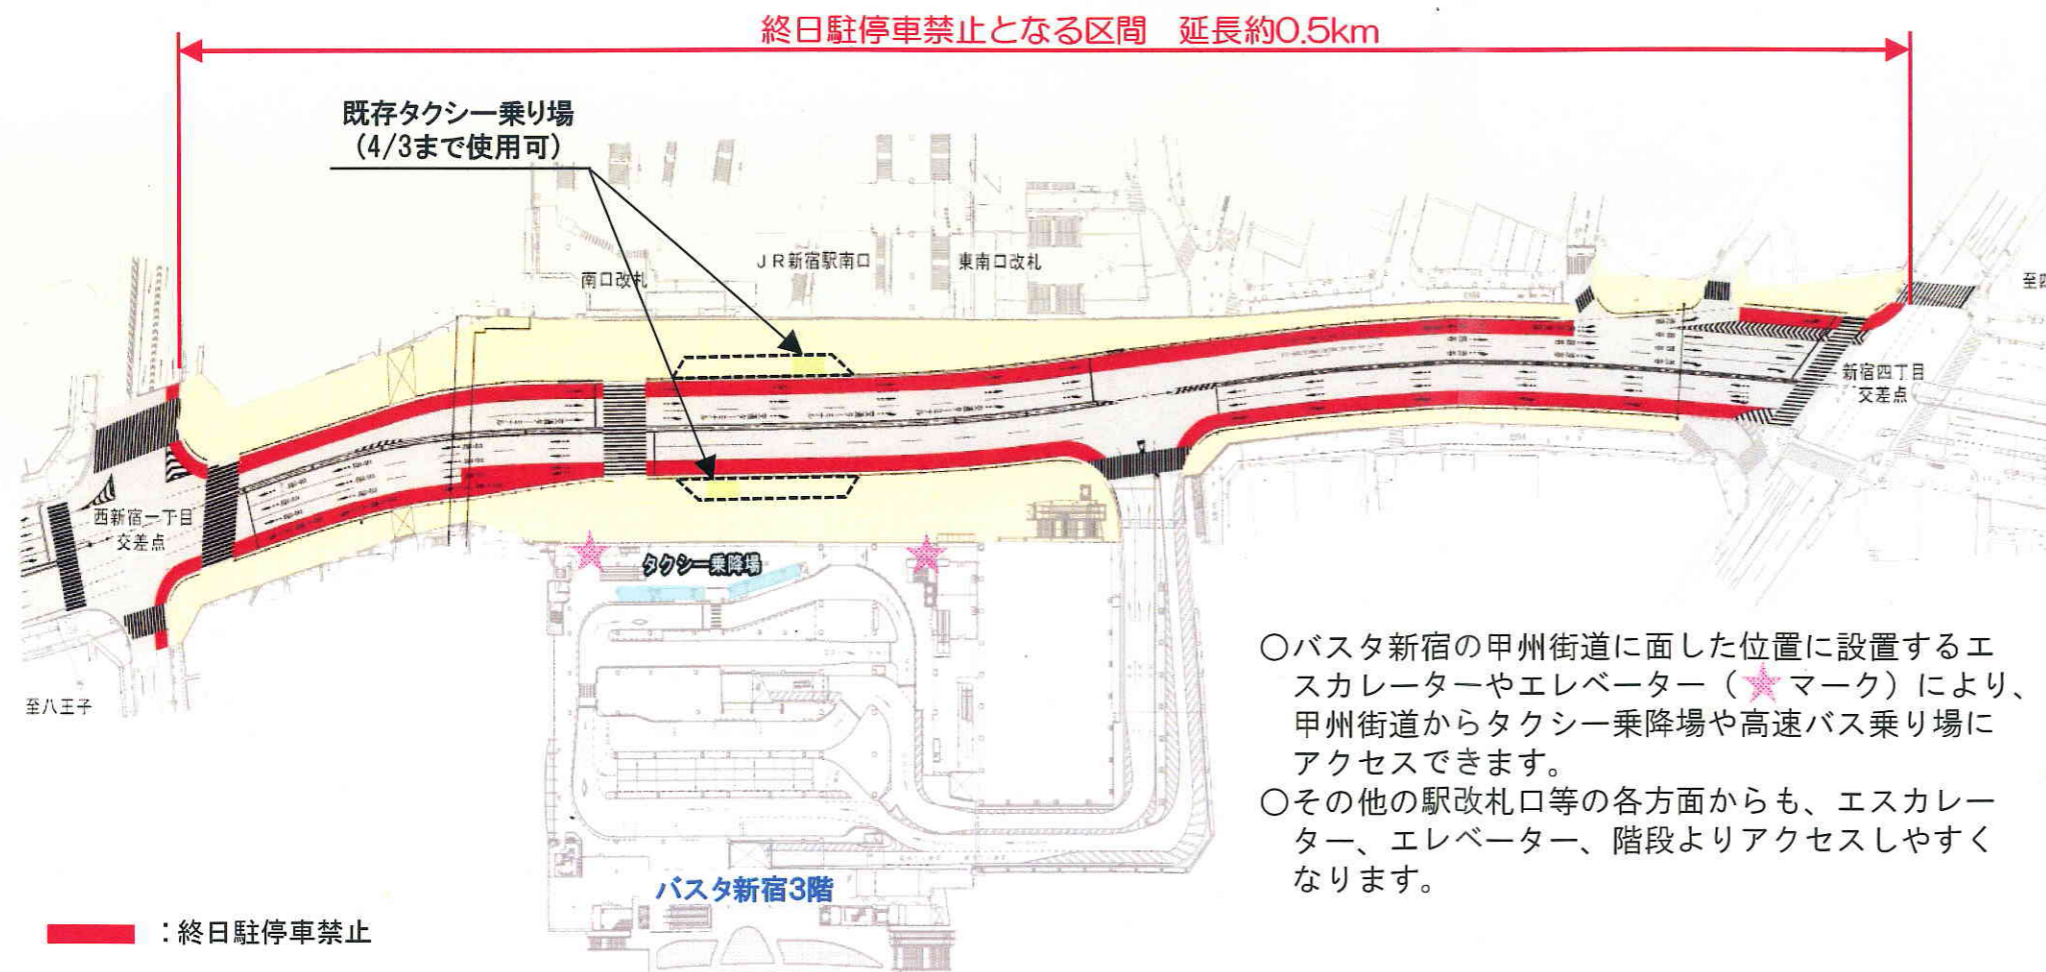 終日駐停車禁止となる区間　延長約0.5km
既存タクシー乗り場
(4/3まで使用可)
南口改札
JR新宿駅南口
東南口改札
至四
新宿四丁目
交差点
西新宿一丁目
交差点
至八王子
タクシー乗降場
バスタ新宿3階
○バスタ新宿の甲州街道に面した位置に設置するエ
スカレーターやエレベーター（★マーク）により、
甲州街道からタクシー乗降場や高速バス乗り場に
アクセスできます。
○その他の駅改札口等の各方面からも、エスカレー
ター、エレベーター、階段よりアクセスしやすく
なります。
：終日駐停車禁止